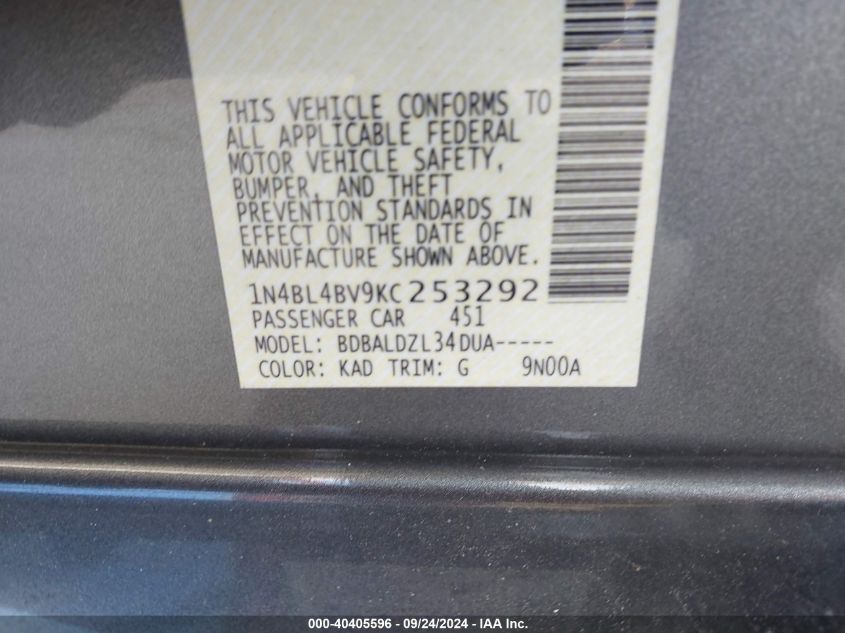 THIS VEHICLE CONFORMS TO
ALL APPLICABLE FEDERAL
MOTOR VEHICLE SAFETY,
BUMPER, AND THEFT
PREVENTION STANDARDS IN
EFFECT ON THE DATE OF
MANUFACTURE SHOWN ABOVE.
1N4BL4BV9KC253292
PASSENGER CAR 451
MODEL: BDBALDZL34DUA-----
COLOR: KAD TRIM: G 9N00A
000-40405596 - 09/24/2024 - IAA Inc.